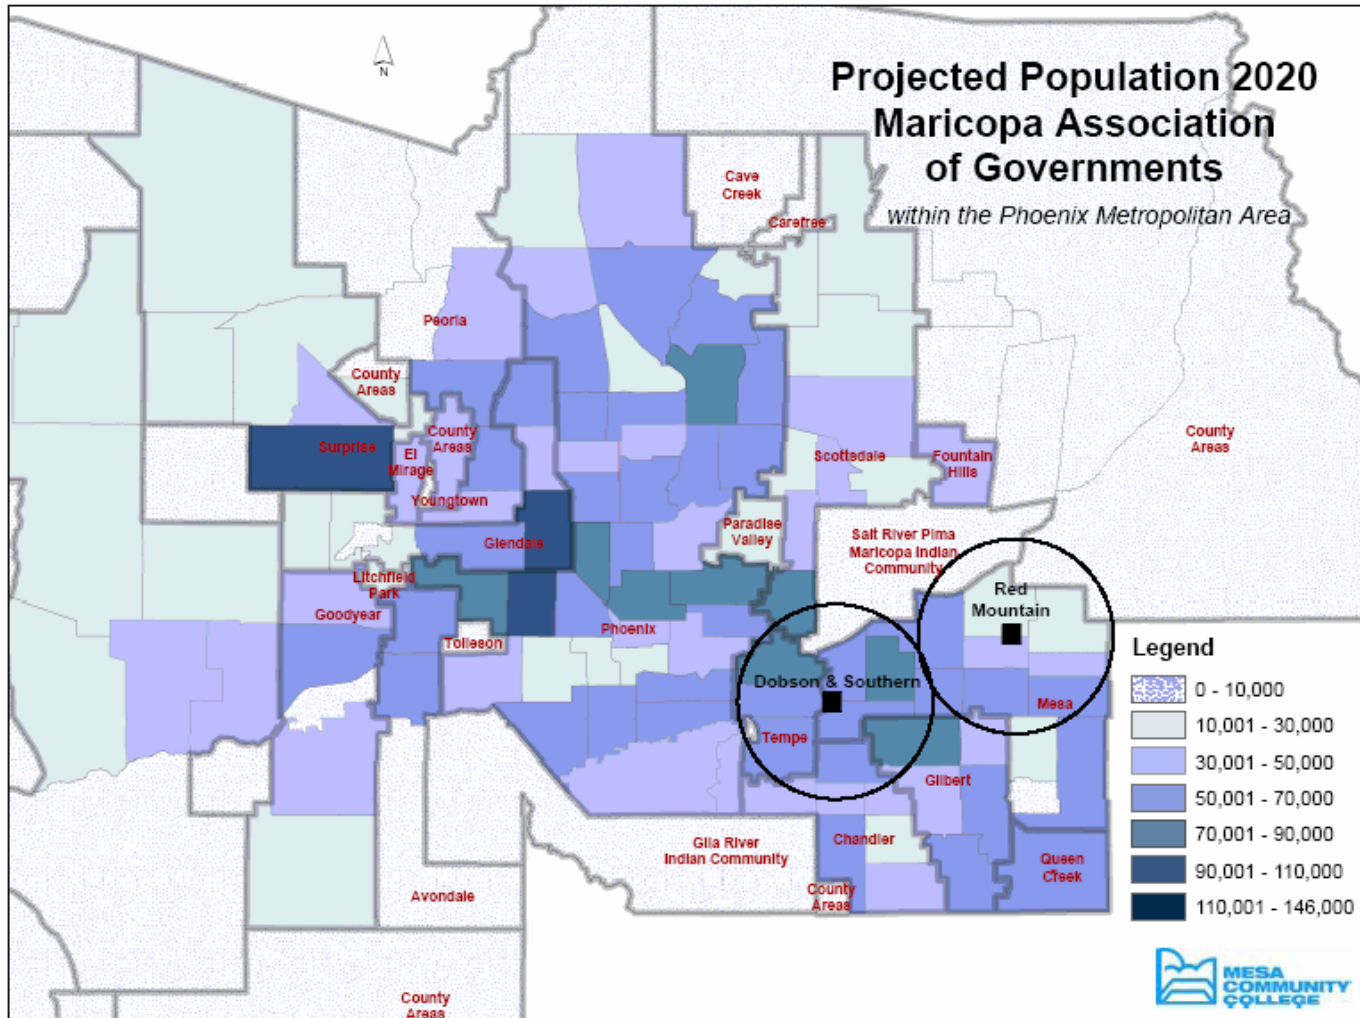 N
Projected Population 2020
Maricopa Association
of Governments
within the Phoenix Metropolitan Area
Cave
Creek
Carefree
Peoria
County
Areas
Surprise
County
Areas
El
Mirage
Youngtown
Scottsdale
Fountain
Hills
County
Areas
Glendale
Paradise
Valley
Salt River Pima
Maricopa Indian
Community
Litchfield
Park
Goodyear
Red
Mountain
Phoenix
Tolleson
Dobson & Southern
Mesa
Tempe
Gilbert
Chandler
Gila River
Indian Community
Queen
Creek
County
Areas
Avondale
County
Areas
Legend
0 - 10,000
10,001 - 30,000
30,001 - 50,000
50,001 - 70,000
70,001 - 90,000
90,001 - 110,000
110,001 - 146,000
MESA
COMMUNITY
COLLEGE